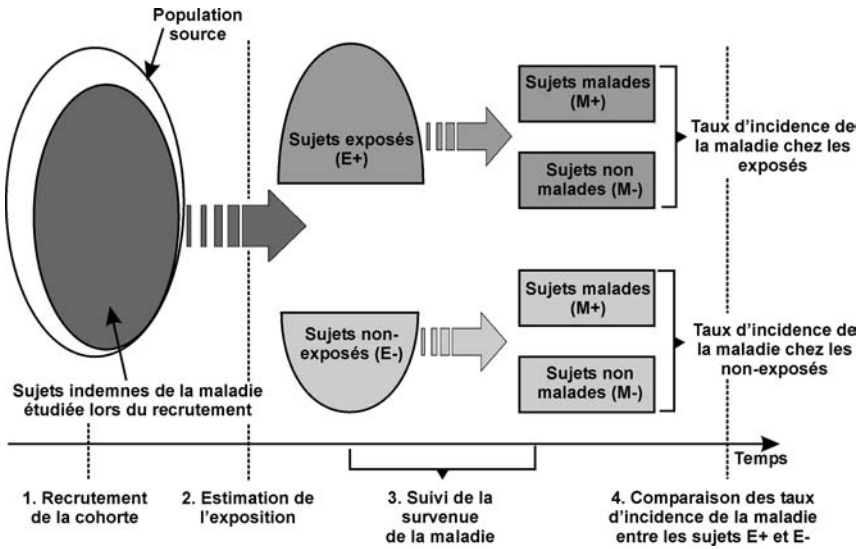 Population
source
Sujets exposés
(E+)
Sujets malades
(M+)
Sujets non
malades (M-)
Taux d'incidence de
la maladie chez les
exposés
Sujets non-
exposés (E-)
Sujets malades
(M+)
Sujets non
malades (M-)
Taux d'incidence de
la maladie chez les
non-exposés
Sujets indemnes de la maladie
étudiée lors du recrutement
Temps
1. Recrutement
de la cohorte
2. Estimation de
l'exposition
3. Suivi de la
survenue
de la maladie
4. Comparaison des taux
d'incidence de la maladie
entre les sujets E+ et E-